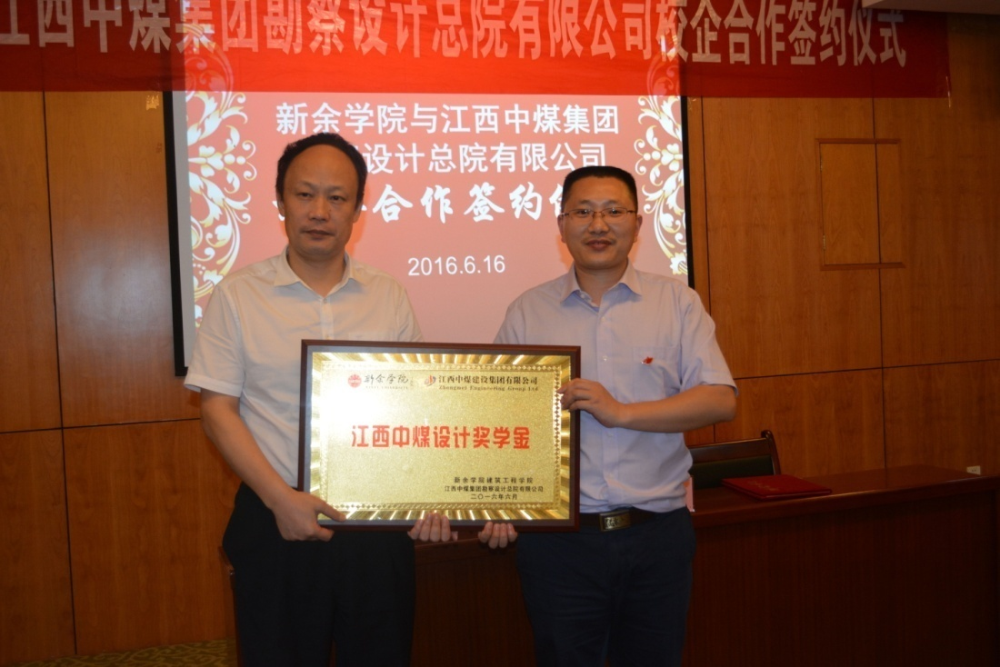 江西中煤集团勘察设计总院有限公司校企合作签约仪式
新余学院与江西中煤集团
设计总院有限公司
合作签约
2016.6.16
新余学院 江西中煤建设集团有限公司
Zhongmei Engineering Group Ltd
江西中煤设计奖学金
新余学院建筑工程学院
江西中煤集团勘察设计总院有限公司
二〇一六年六月